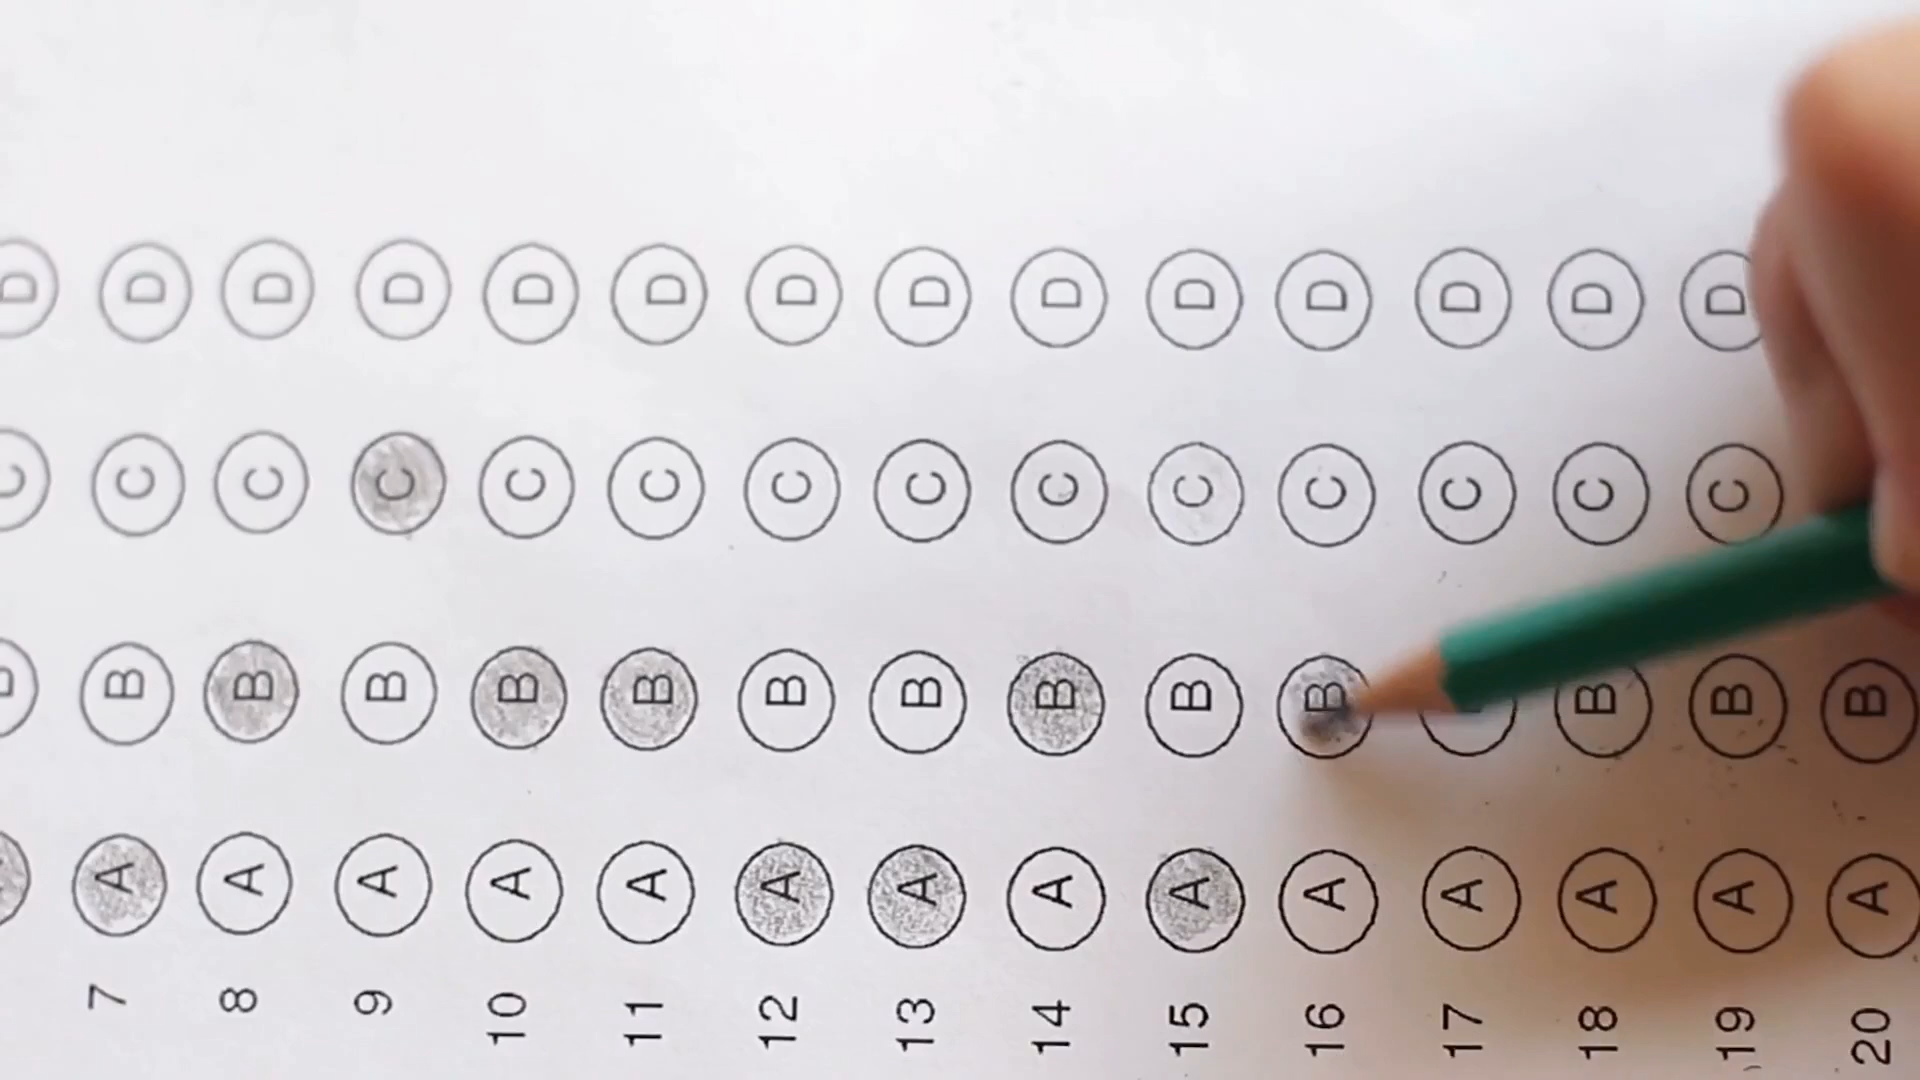 C D
7 A B C D
8 A B C D
9 A B C D
10 A B C D
11 A B C D
12 A B C D
13 A B C D
14 A B C D
15 A B C D
16 A B C D
17 A C D
18 A B C D
19 A B C D
20 A B